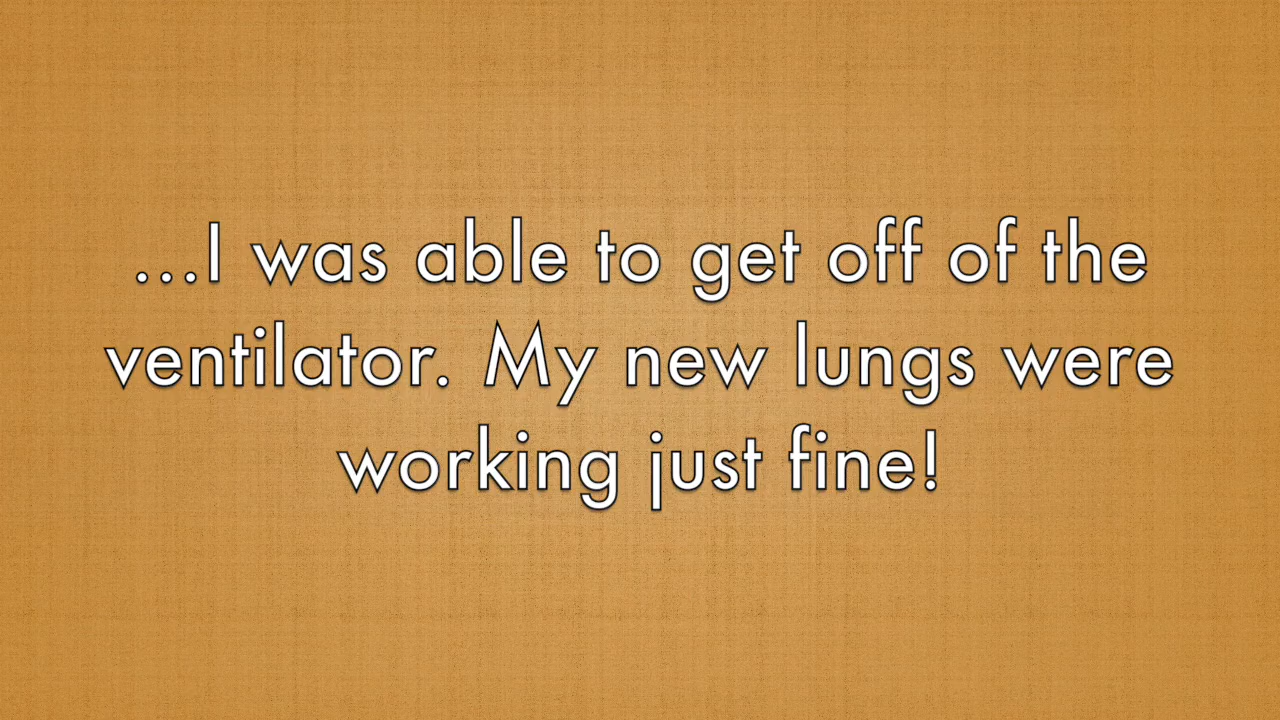 ...I was able to get off of the
ventilator. My new lungs were
working just fine!